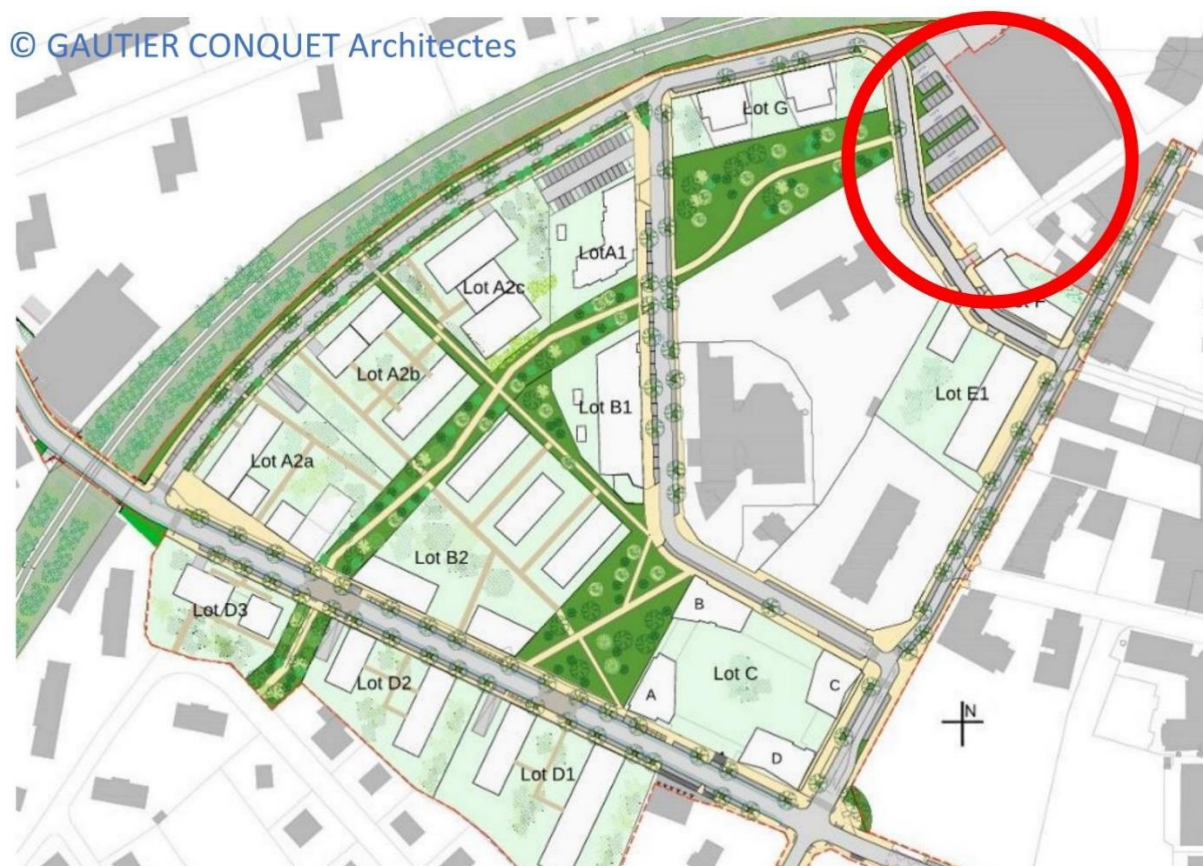 © GAUTIER CONQUET Architectes
Lot G
LotA1
Lot A2c
Lot A2b
Lot B1
Lot E1
Lot A2a
Lot B2
Lot D3
B
Lot C
Lot D2
A
C
N
D
Lot D1